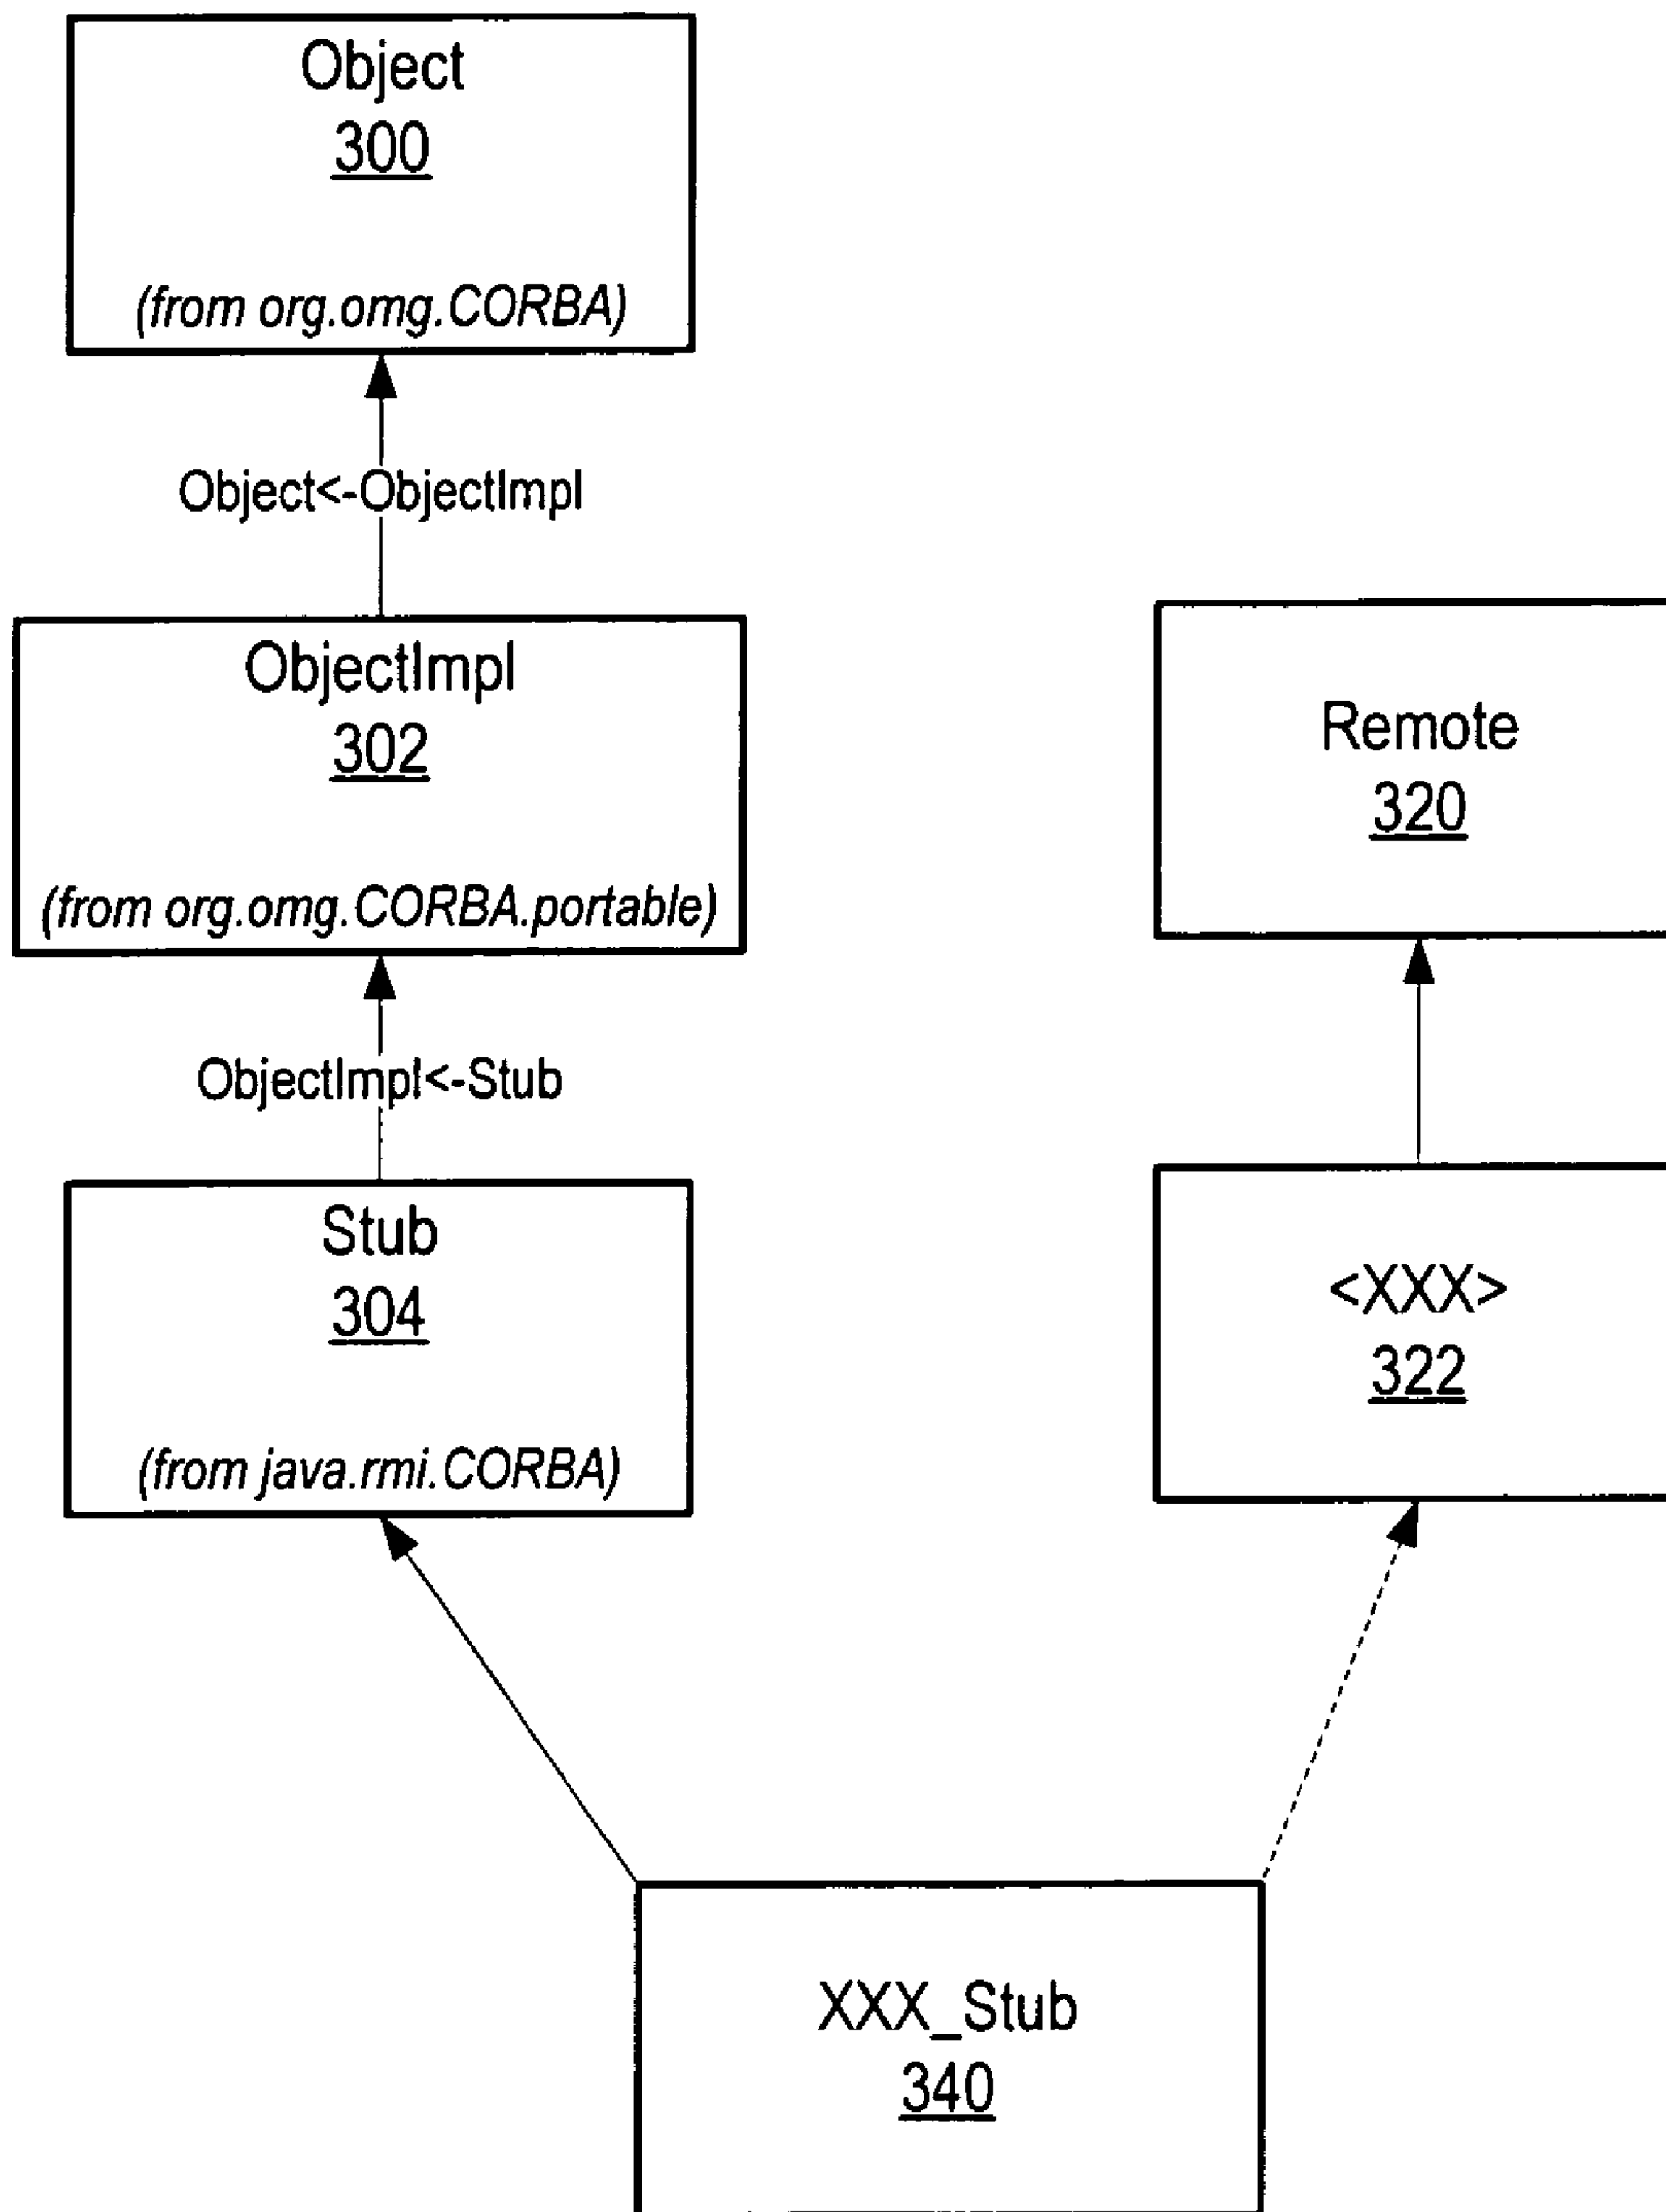 Object
300
(from org.omg.CORBA)
Object<-ObjectImpl
ObjectImpl
302
(from org.omg.CORBA.portable)
Remote
320
ObjectImpl<-Stub
Stub
304
(from java.rmi.CORBA)
<XXX>
322
XXX_Stub
340